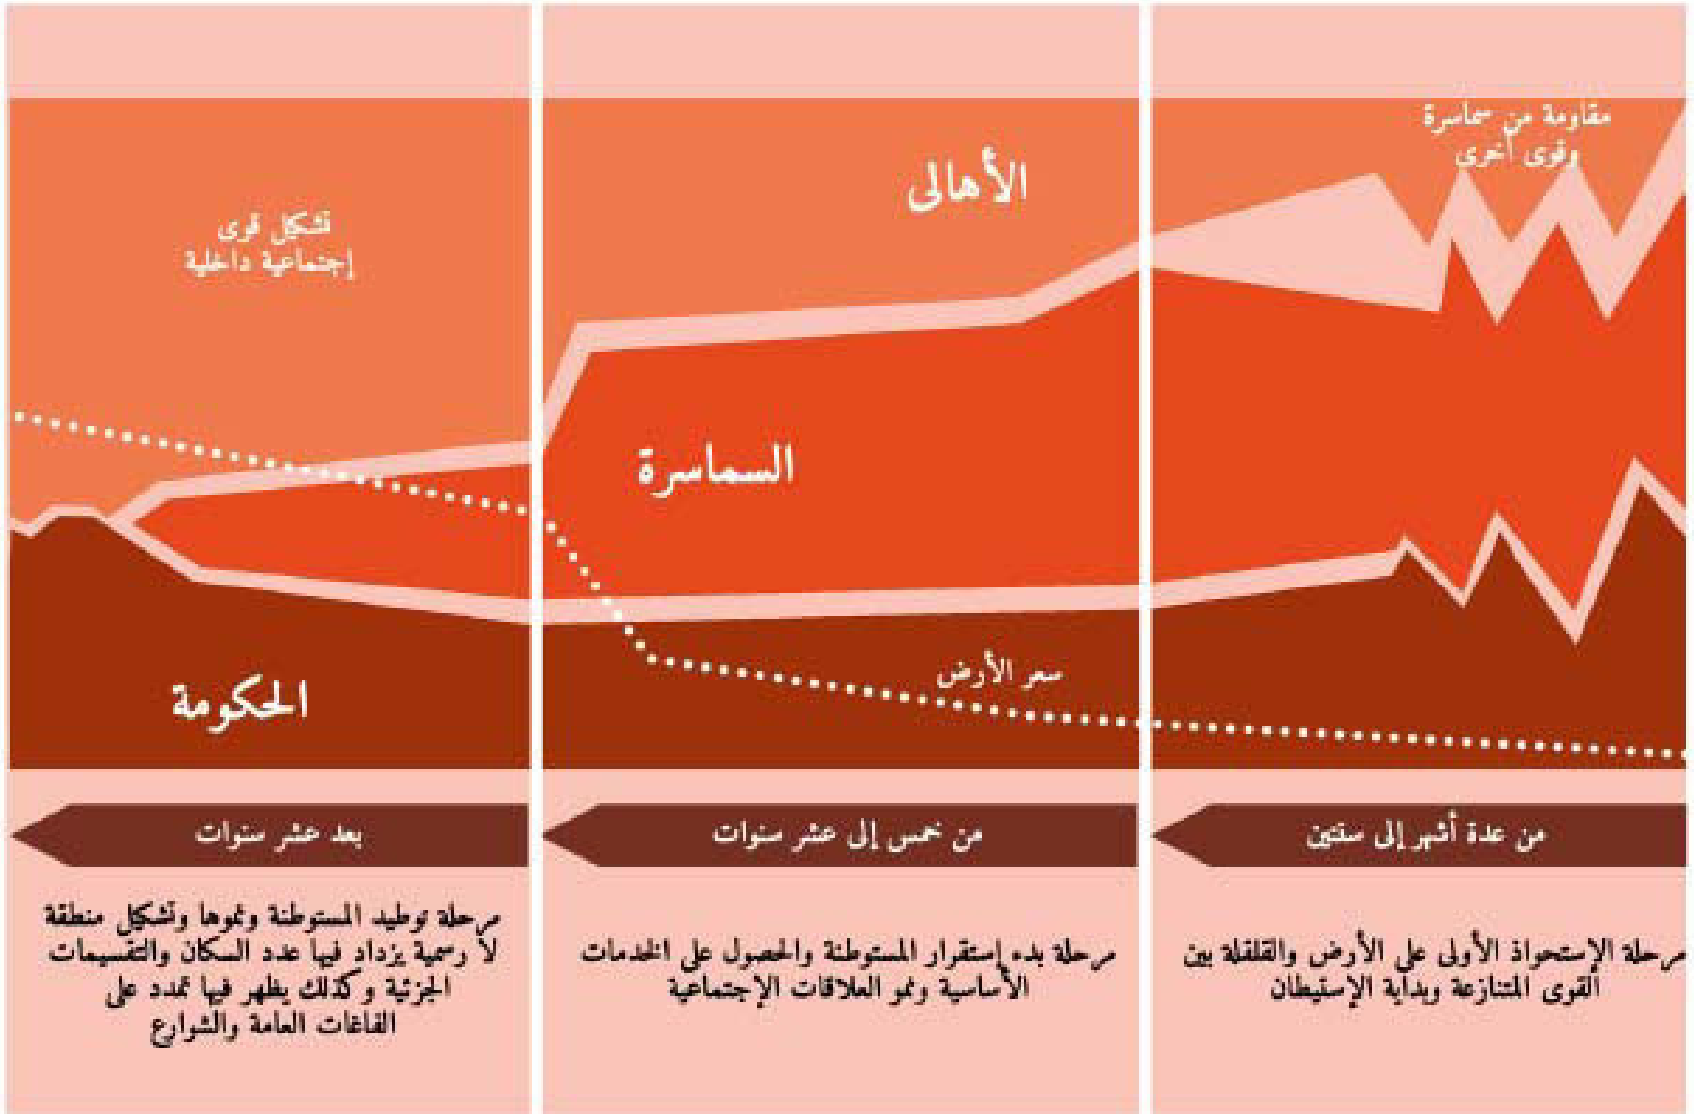 مقاومة من سماسرة
وقوى أخرى
الأهالى
تشكيل قوى
إجتماعية داخلية
السماسرة
سعر الأرض
الحكومة
من عدة أشهر إلى سنتين
من خمس إلى عشر سنوات
بعد عشر سنوات
مرحلة الإستحواذ الأولى على الأرض والقلقلة بين
القوى المتنازعة وبداية الإستيطان
مرحلة بدء إستقرار المستوطنة والحصول على الخدمات
الأساسية ونمو العلاقات الإجتماعية
مرحلة توطيد المستوطنة ونموها وتشكيل منطقة
لا رسمية يزداد فيها عدد السكان والتقسيمات
الجزئية وكذلك يظهر فيها تمدد على
الفاغات العامة والشوارع